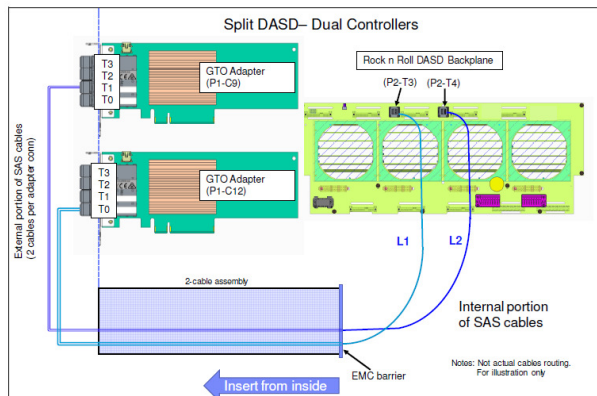 Split DASD– Dual Controllers
External portion of SAS cables
(2 cables per adapter conn)
T3
T2
T1
T0
GTO Adapter
(P1-C9)
T3
T2
T1
T0
GTO Adapter
(P1-C12)
Rock n Roll DASD Backplane
(P2-T3)
(P2-T4)
L1
L2
2-cable assembly
Internal portion
of SAS cables
EMC barrier
Insert from inside
Notes: Not actual cables routing.
For illustration only